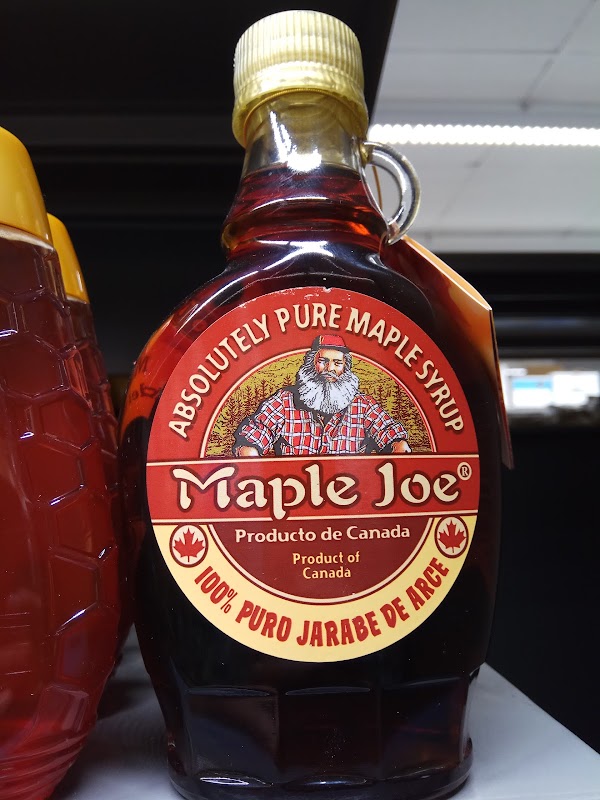 ABSOLUTELY PURE MAPLE SYRUP
Maple Joe®
Producto de Canada
Product of
Canada
100% PURO JARABE DE ARCE